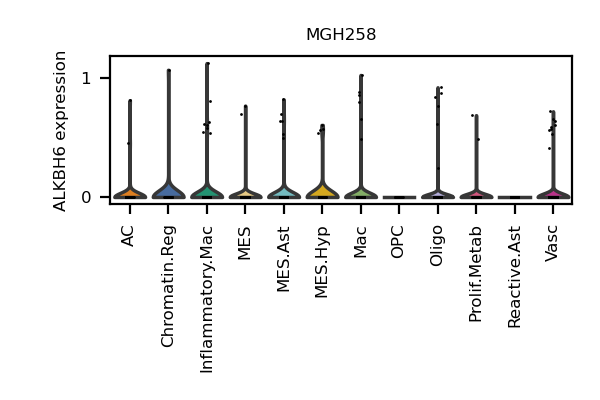 MGH258
ALKBH6 expression
1
0
AC
Chromatin.Reg
Inflammatory.Mac
MES
MES.Ast
MES.Hyp
Mac
OPC
Oligo
Prolif.Metab
Reactive.Ast
Vasc